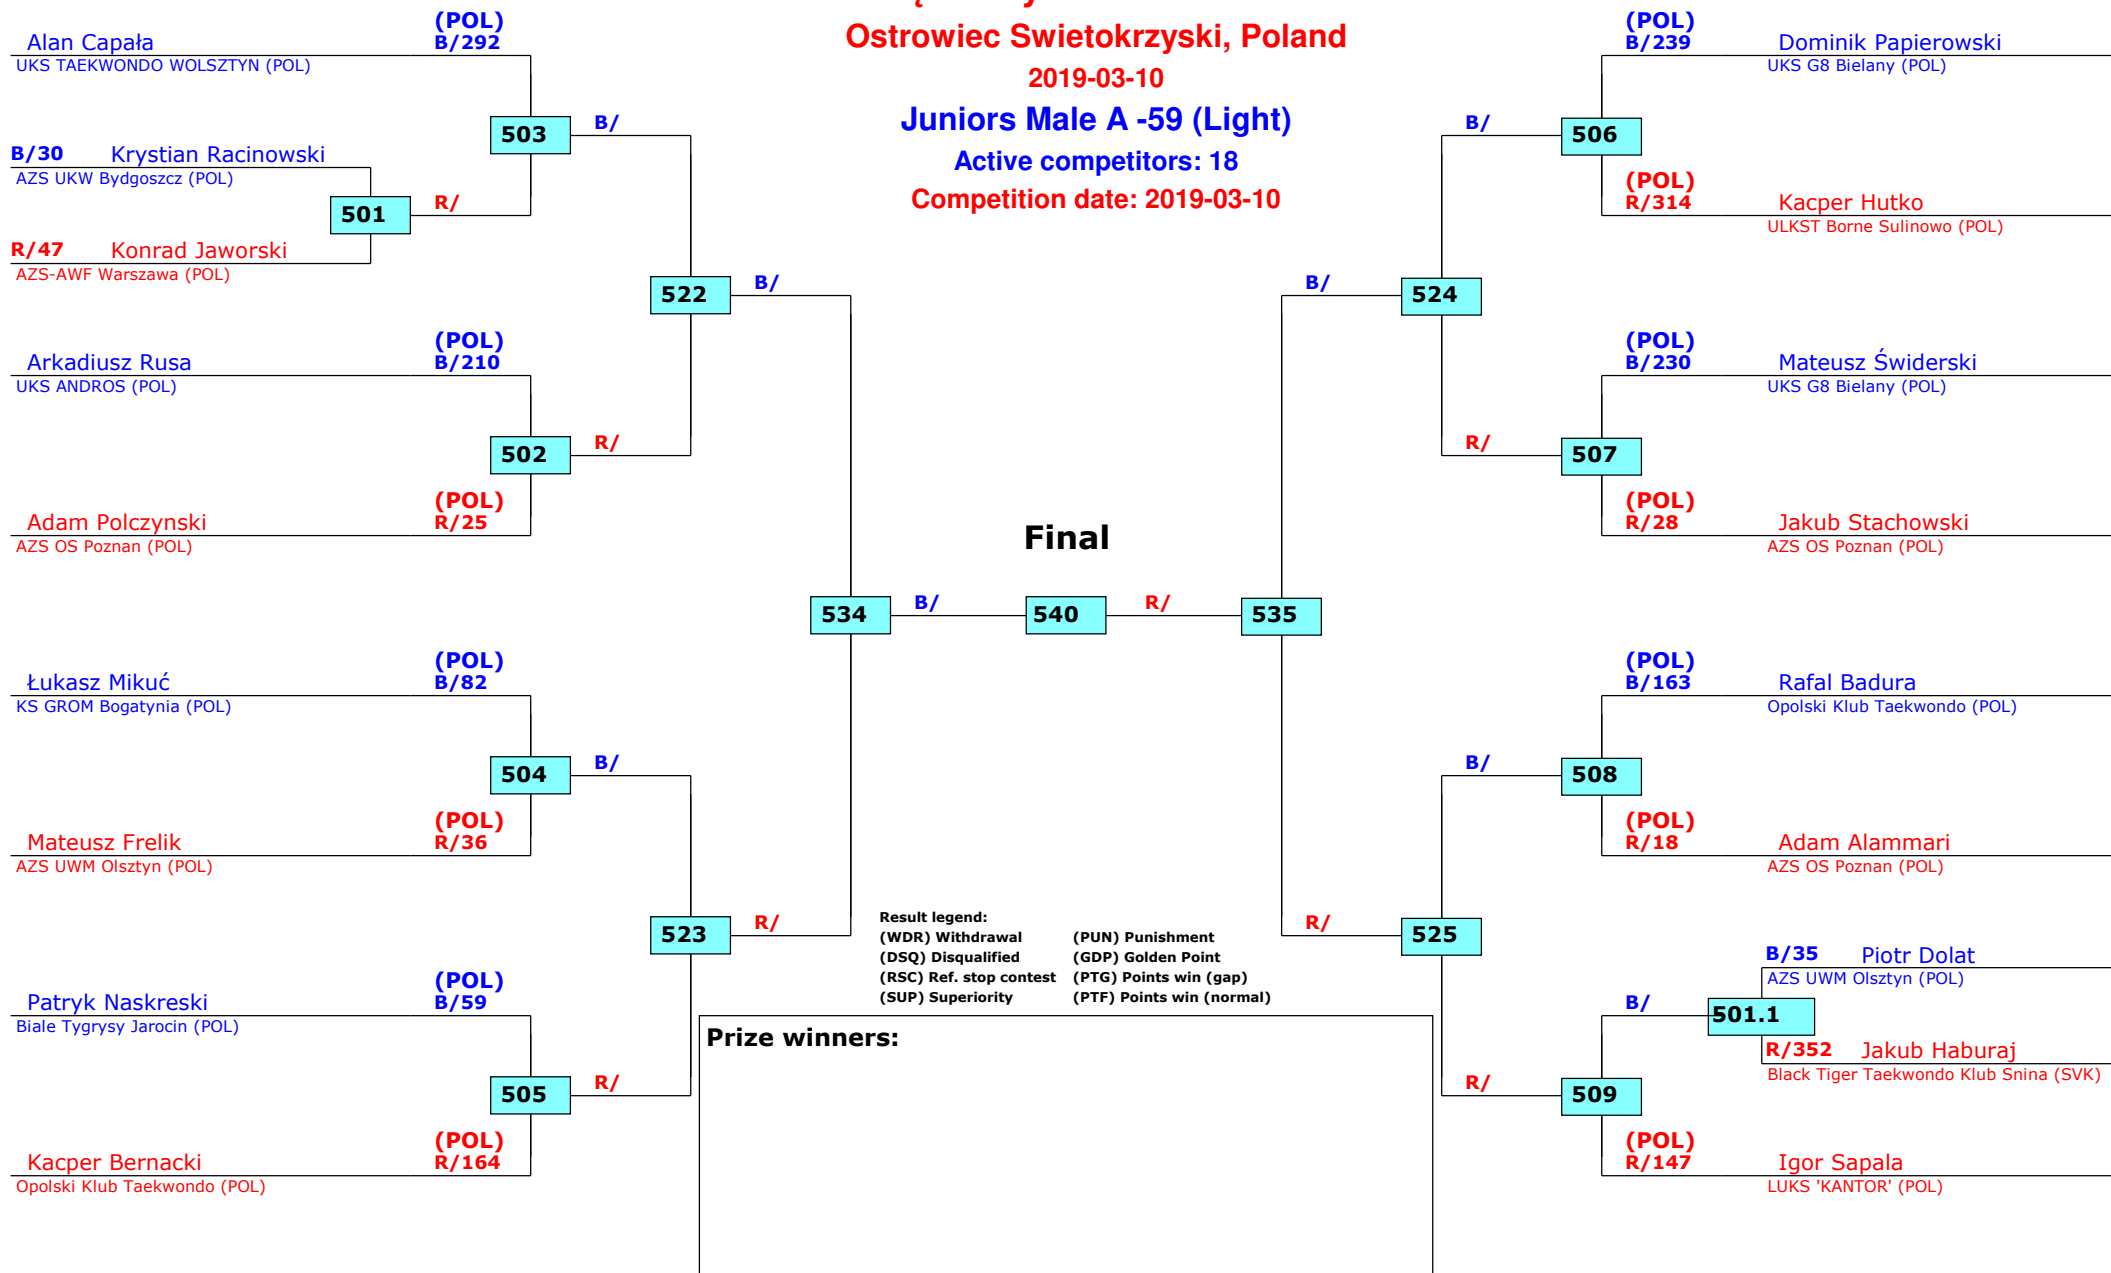 Ostrowiec Swietokrzyski, Poland
2019-03-10
Juniors Male A -59 (Light)
Active competitors: 18
Competition date: 2019-03-10
(POL)
Alan Capała B/292
UKS TAEKWONDO WOLSZTYN (POL)
503 B/
B/30 Krystian Racinowski
AZS UKW Bydgoszcz (POL)
501 R/
R/47 Konrad Jaworski
AZS-AWF Warszawa (POL)
522 B/
(POL)
Arkadiusz Rusa B/210
UKS ANDROS (POL)
502 R/
(POL)
Adam Polczynski R/25
AZS OS Poznan (POL)
534 B/
(POL)
Łukasz Mikuć B/82
KS GROM Bogatynia (POL)
504 B/
(POL)
Mateusz Frelik R/36
AZS UWM Olsztyn (POL)
523 R/
(POL)
Patryk Naskreski B/59
Biale Tygrysy Jarocin (POL)
505 R/
(POL)
Kacper Bernacki R/164
Opolski Klub Taekwondo (POL)
Final
540
(POL)
B/239 Dominik Papierowski
UKS G8 Bielany (POL)
B/ 506
(POL)
R/314 Kacper Hutko
ULKST Borne Sulinowo (POL)
B/ 524
(POL)
B/230 Mateusz Świderski
UKS G8 Bielany (POL)
R/ 507
(POL)
R/28 Jakub Stachowski
AZS OS Poznan (POL)
R/ 535
(POL)
B/163 Rafal Badura
Opolski Klub Taekwondo (POL)
B/ 508
(POL)
R/18 Adam Alammari
AZS OS Poznan (POL)
R/ 525
B/35 Piotr Dolat
AZS UWM Olsztyn (POL)
B/ 501.1
R/352 Jakub Haburaj
Black Tiger Taekwondo Klub Snina (SVK)
R/ 509
(POL)
R/147 Igor Sapala
LUKS 'KANTOR' (POL)
Result legend:
(WDR) Withdrawal (PUN) Punishment
(DSQ) Disqualified (GDP) Golden Point
(RSC) Ref. stop contest (PTG) Points win (gap)
(SUP) Superiority (PTF) Points win (normal)
Prize winners: